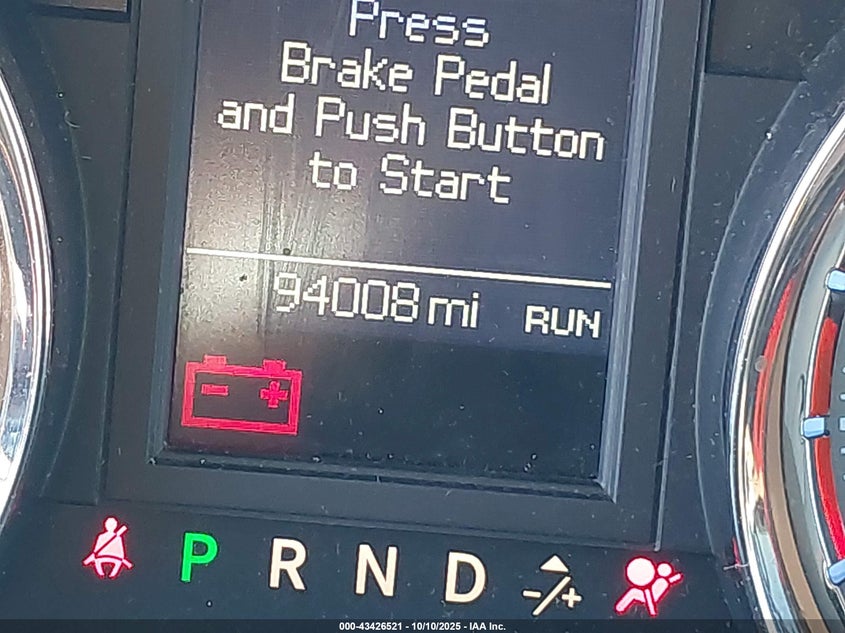 Press
Brake Pedal
and Push Button
to Start
94008 mi RUN
- +
P R N D -/+
000-43426521 - 10/10/2025 - IAA Inc.